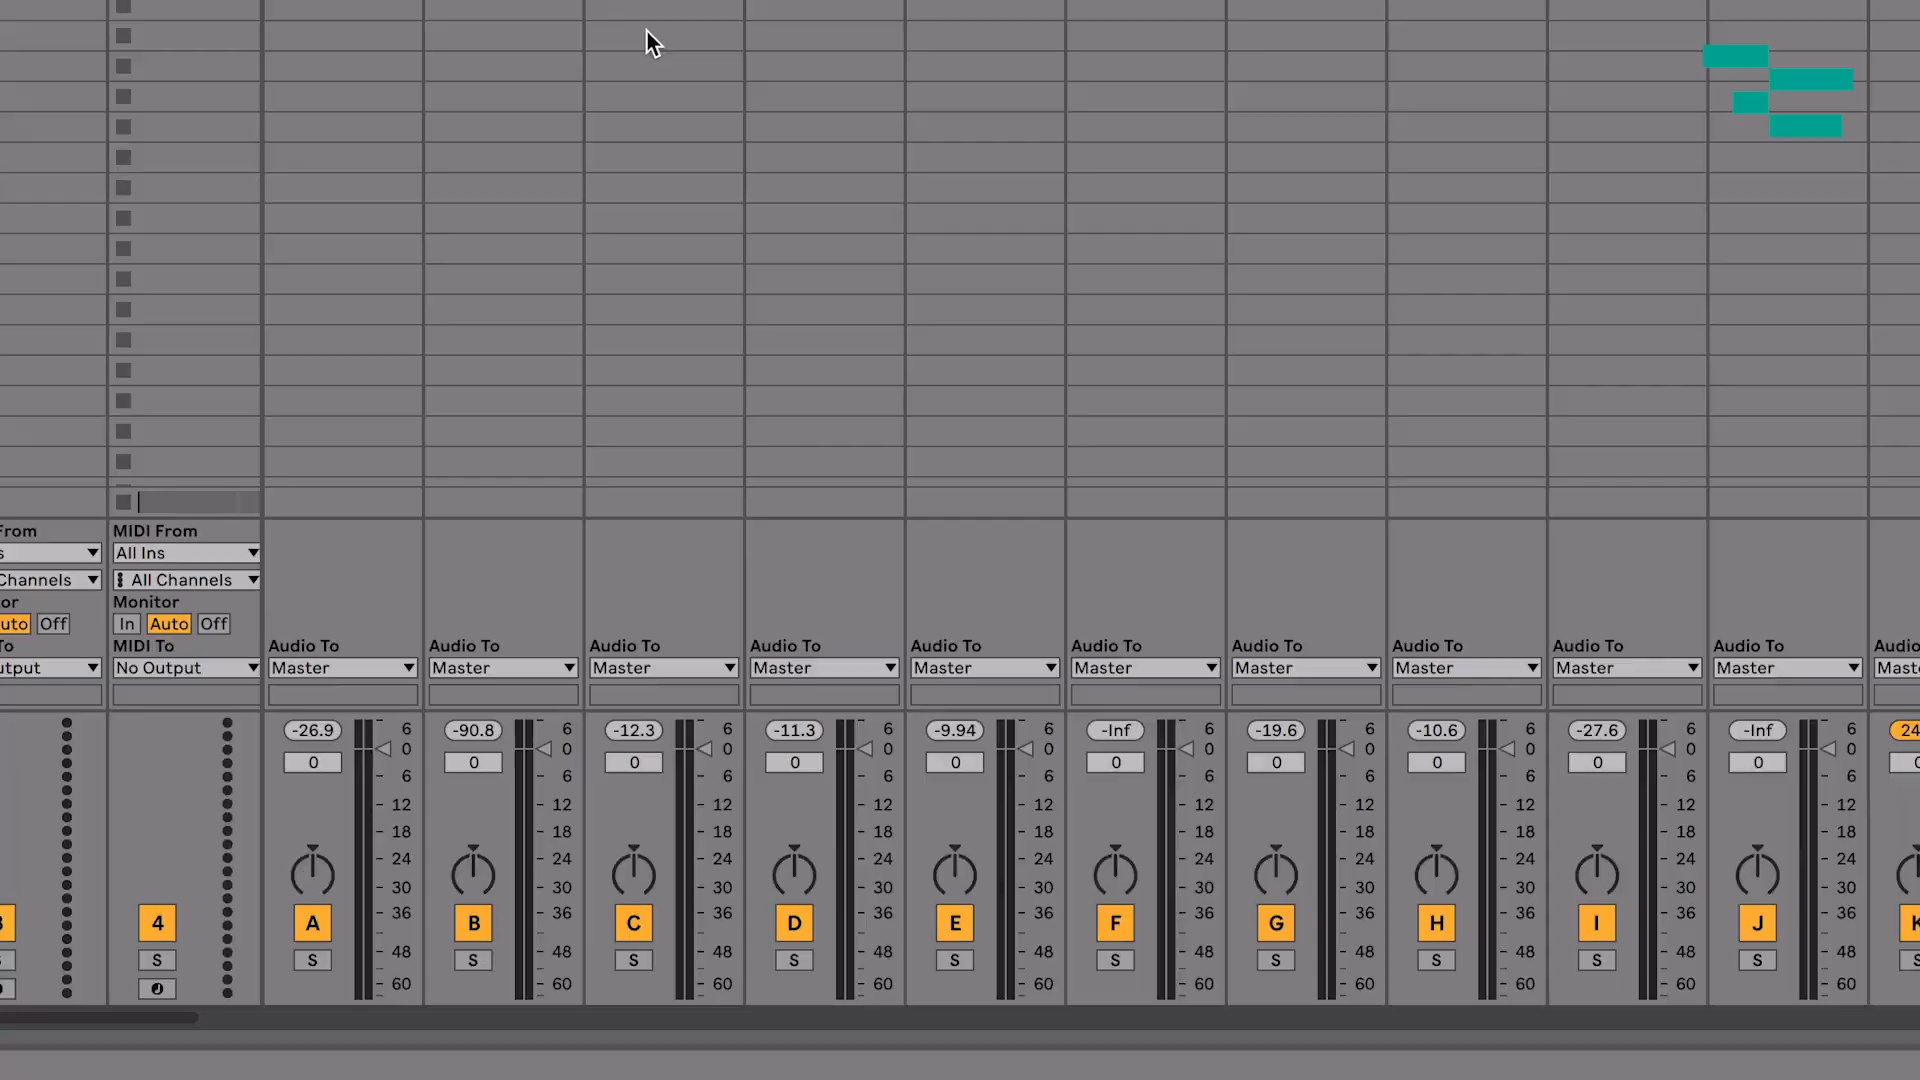 From MIDI From
s All Ins
Channels All Channels
or Monitor
uto Off In Auto Off
To MIDI To Audio To Audio To Audio To Audio To Audio To Audio To Audio To Audio To Audio To Audio To Audio
utput No Output Master Master Master Master Master Master Master Master Master Master Mast
-26.9 6 -90.8 6 -12.3 6 -11.3 6 -9.94 6 -Inf 6 -19.6 6 -10.6 6 -27.6 6 -Inf 6 24
0 0 0 0 0 0 0 0 0 0
0 0 0 0 0 0 0 0 0 0 0
6 6 6 6 6 6 6 6 6 6
12 12 12 12 12 12 12 12 12 12
18 18 18 18 18 18 18 18 18 18
24 24 24 24 24 24 24 24 24 24
30 30 30 30 30 30 30 30 30 30
36 36 36 36 36 36 36 36 36 36
3 4 A B C D E F G H I J K
S S S S S S S S S S S S S
48 48 48 48 48 48 48 48 48 48
60 60 60 60 60 60 60 60 60 60